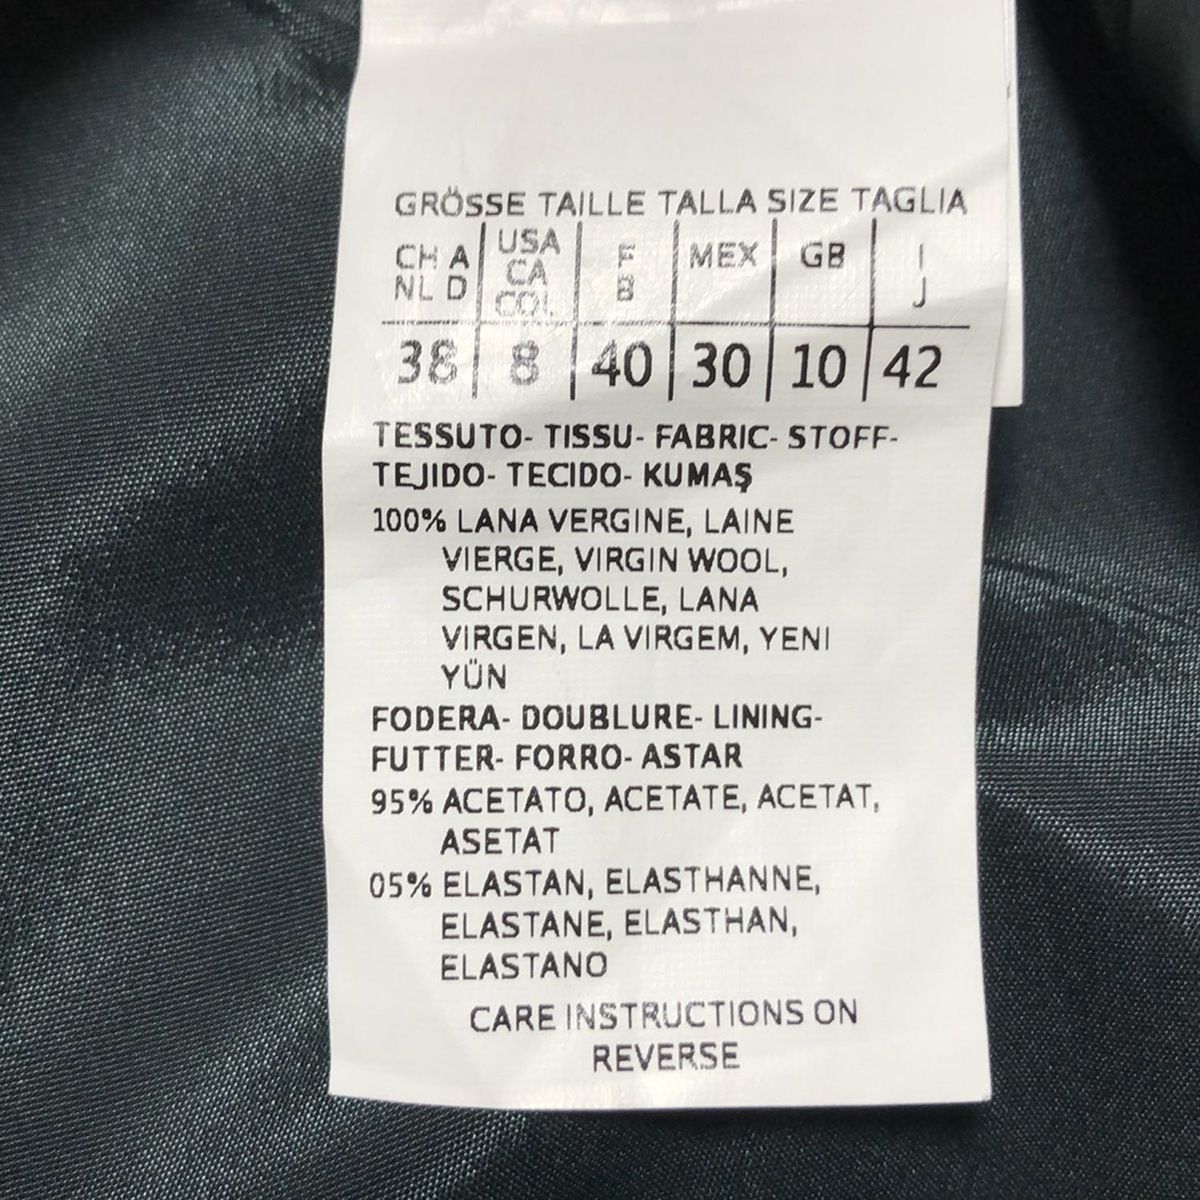 GRÖSSE TAILLE TALLA SIZE TAGLIA
CH A NL D | USA CA COL | F B | MEX | GB | I J
38 | 8 | 40 | 30 | 10 | 42
TESSUTO- TISSU- FABRIC- STOFF-
TEJIDO- TECIDO- KUMAŞ
100% LANA VERGINE, LAINE
VIERGE, VIRGIN WOOL,
SCHURWOLLE, LANA
VIRGEN, LA VIRGEM, YENI
YÜN
FODERA- DOUBLURE- LINING-
FUTTER- FORRO- ASTAR
95% ACETATO, ACETATE, ACETAT,
ASETAT
05% ELASTAN, ELASTHANNE,
ELASTANE, ELASTHAN,
ELASTANO
CARE INSTRUCTIONS ON
REVERSE